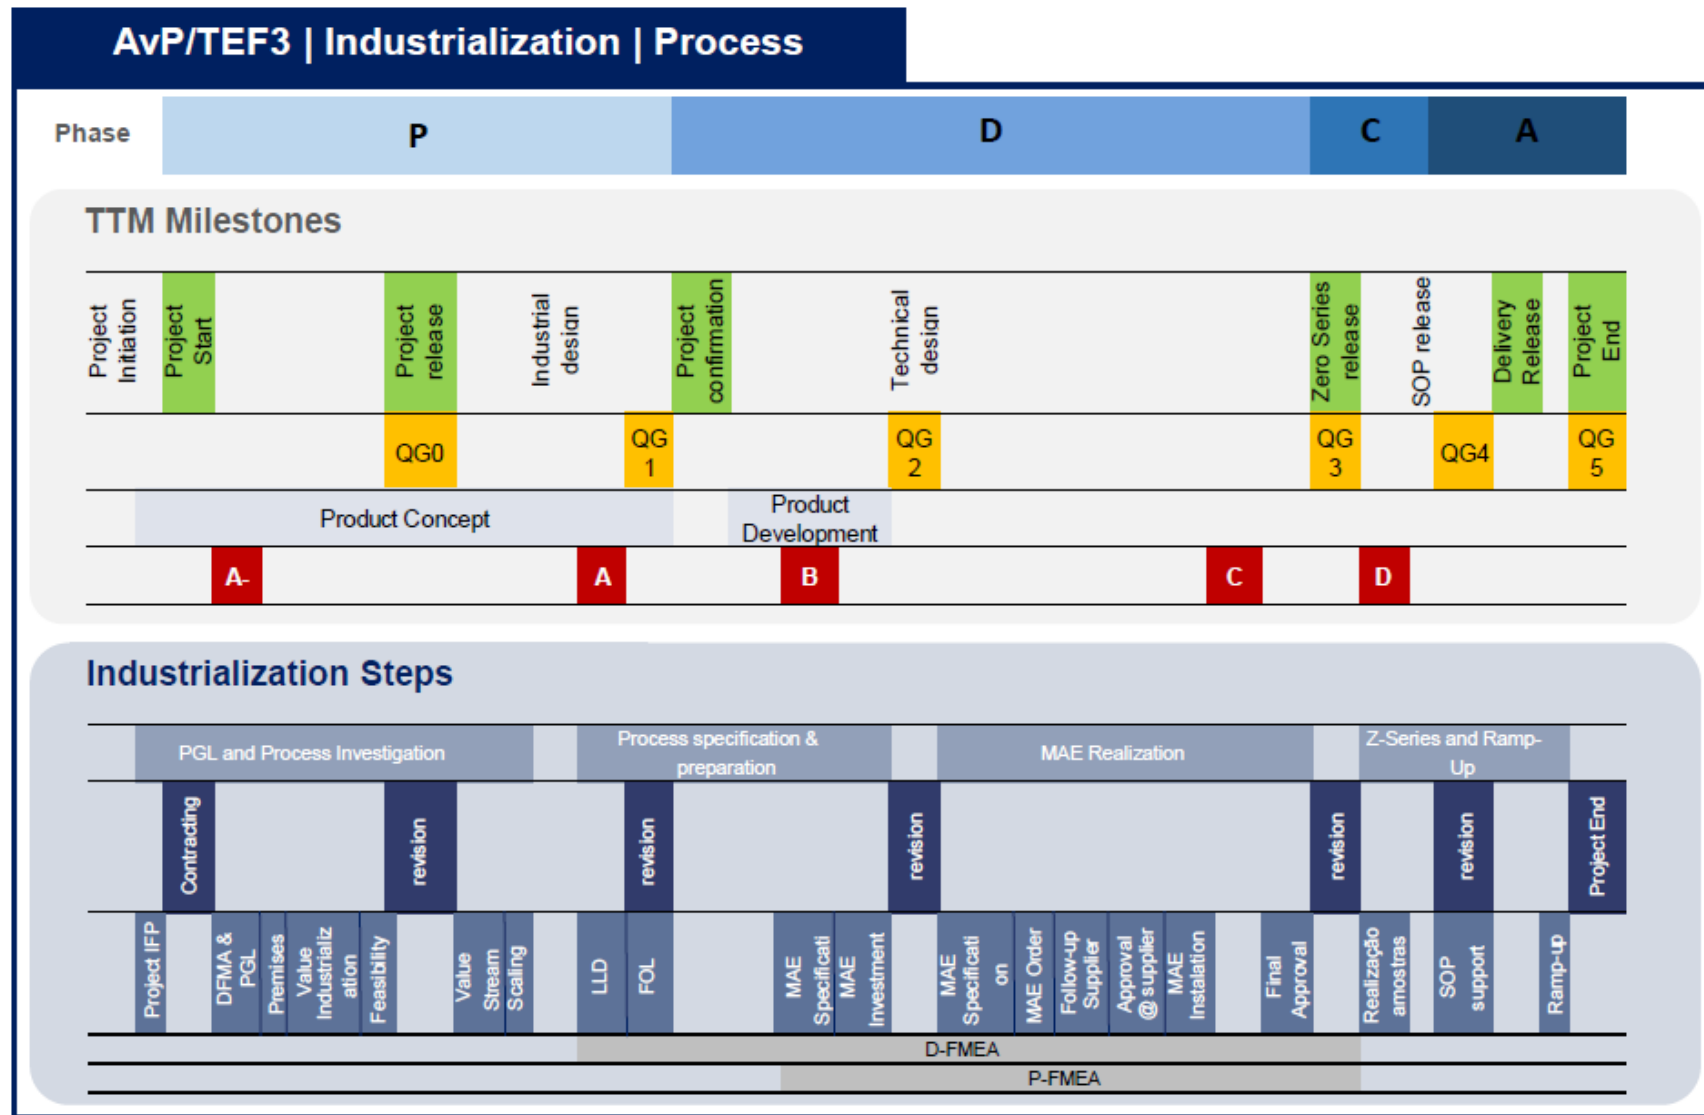 AvP/TEF3 | Industrialization | Process
Phase
P
D
C
A
TTM Milestones
Project
Initiation
Project
Start
Project
release
Industrial
design
Project
confirmation
Technical
design
Zero Series
release
SOP release
Delivery
Release
Project
End
QG0
QG
1
QG
2
QG
3
QG4
QG
5
Product Concept
Product
Development
A-
A
B
C
D
Industrialization Steps
PGL and Process Investigation
Process specification &
preparation
MAE Realization
Z-Series and Ramp-
Up
Contracting
revision
revision
revision
revision
revision
Project End
Project IFP
DFMA &
PGL
Premises
Value
Industrializ
ation
Feasibility
Value
Stream
Scaling
LLD
FOL
MAE
Specificati
MAE
Investment
MAE
Specificati
on
MAE Order
Follow-up
Supplier
Approval
@ supplier
MAE
Instalation
Final
Approval
Realização
amostras
SOP
support
Ramp-up
D-FMEA
P-FMEA